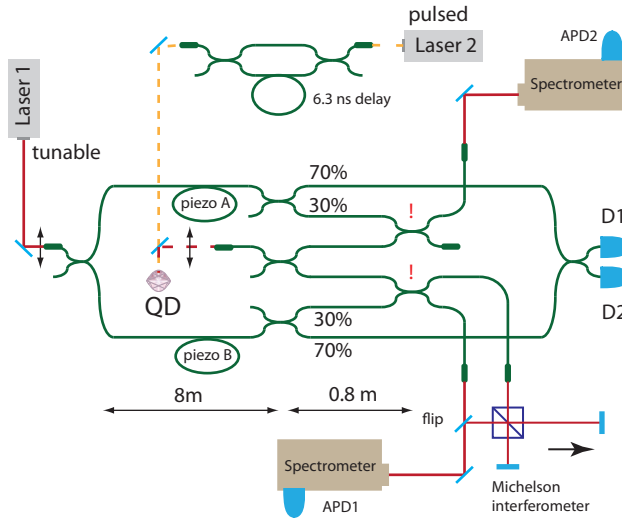 pulsed
APD2
Laser 1
Laser 2
Spectrometer
6.3 ns delay
tunable
70%
piezo A
30%
!
D1
!
QD
D2
30%
piezo B
70%
8m
0.8 m
flip
Spectrometer
APD1
Michelson
interferometer